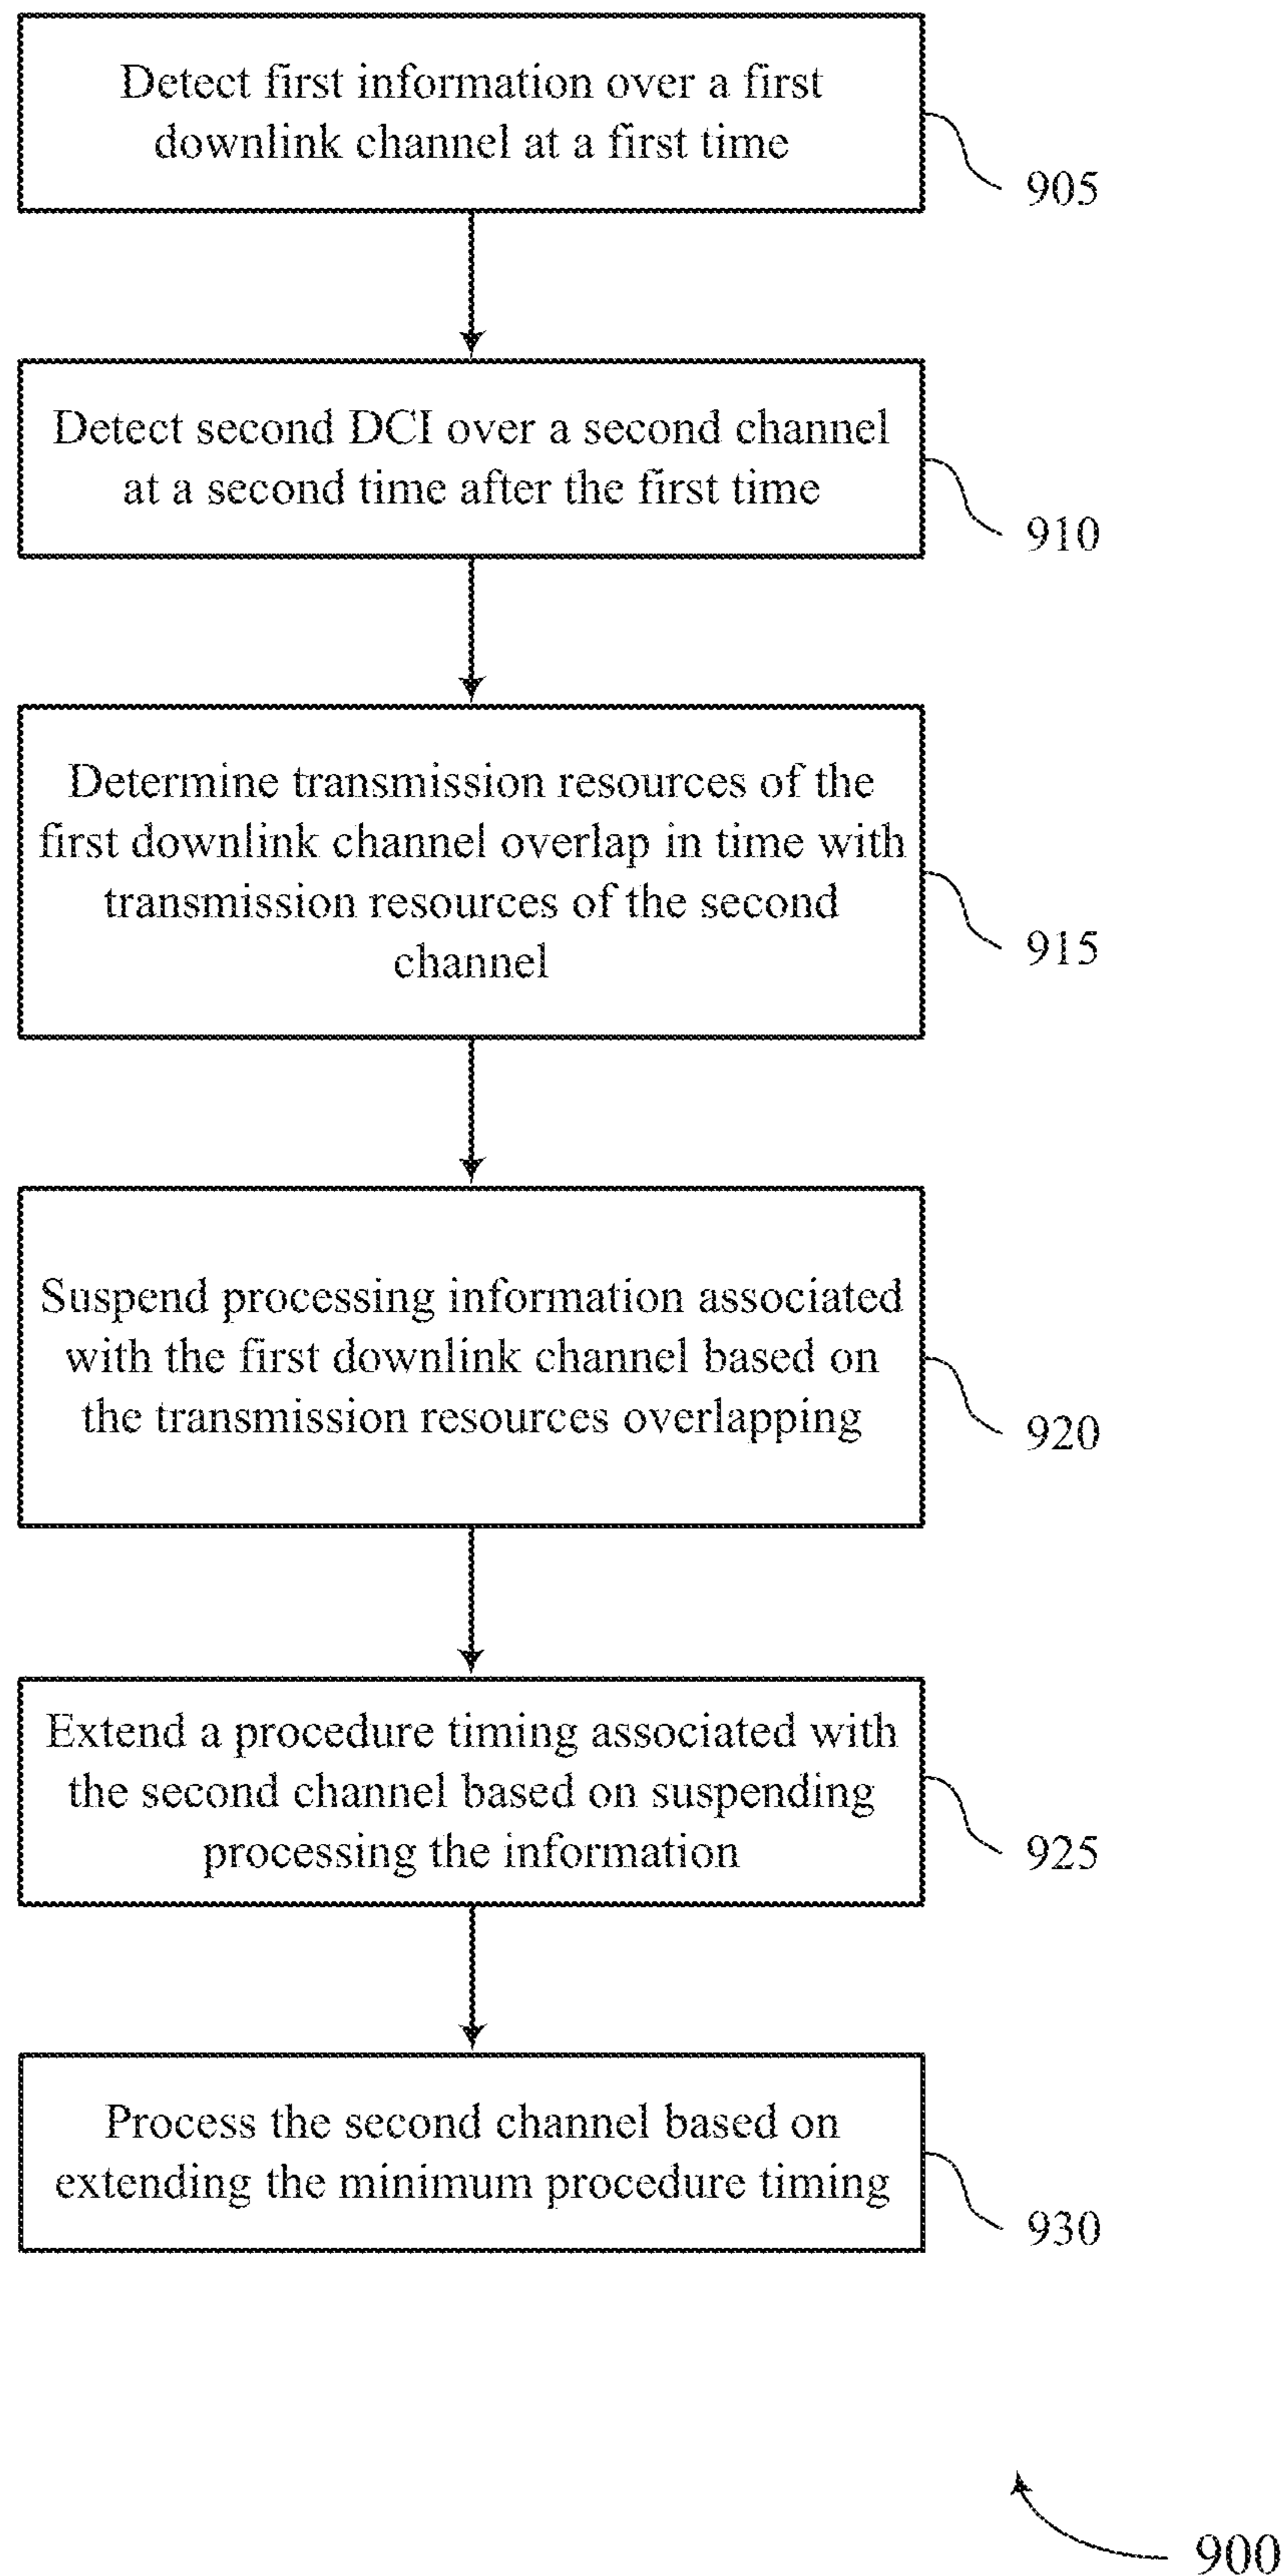 Detect first information over a first
downlink channel at a first time
905
Detect second DCI over a second channel
at a second time after the first time
910
Determine transmission resources of the
first downlink channel overlap in time with
transmission resources of the second
channel
915
Suspend processing information associated
with the first downlink channel based on
the transmission resources overlapping
920
Extend a procedure timing associated with
the second channel based on suspending
processing the information
925
Process the second channel based on
extending the minimum procedure timing
930
900